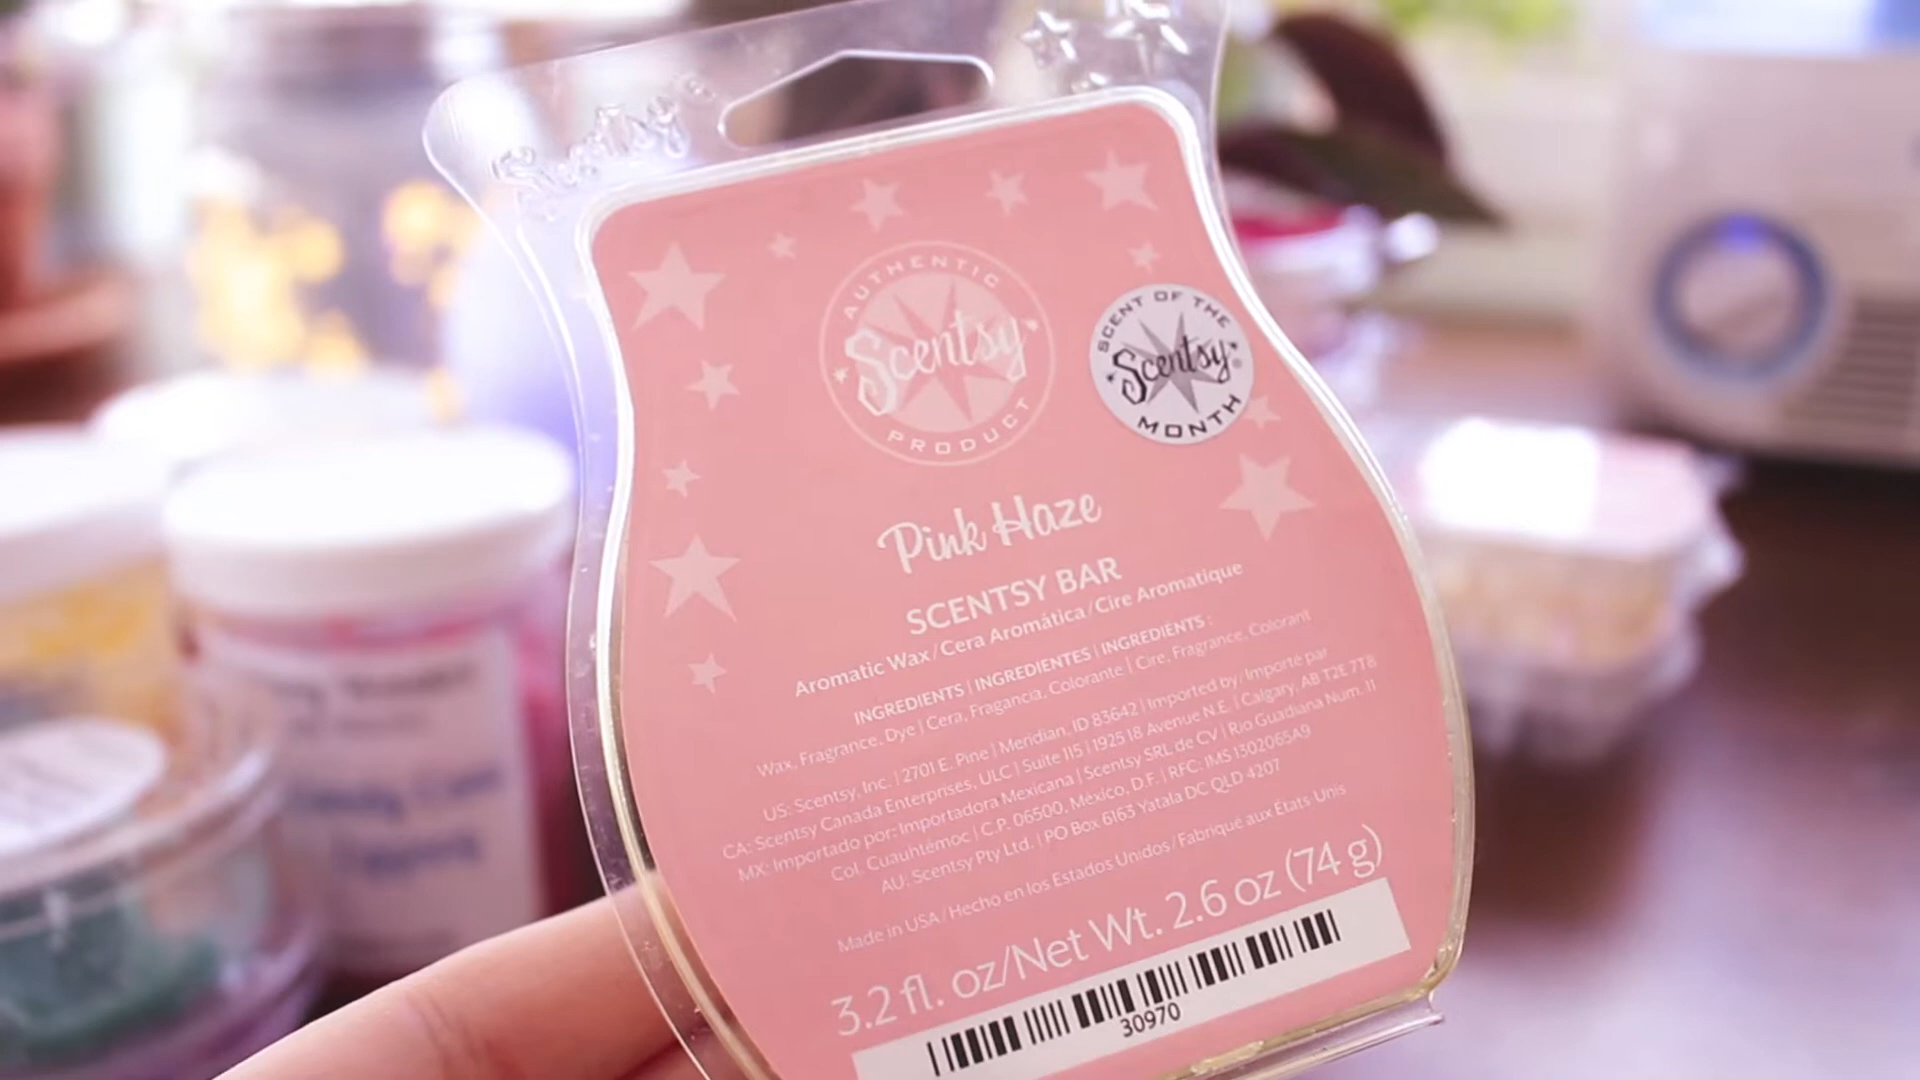 Scentsy
AUTHENTIC
Scentsy
PRODUCT
SCENT OF THE
Scentsy®
MONTH
Pink Haze
SCENTSY BAR
Aromatic Wax/Cera Aromática/Cire Aromatique
INGREDIENTS | INGREDIENTES | INGRÉDIENTS :
Wax, Fragrance, Dye | Cera, Fragancia, Colorante | Cire, Fragrance, Colorant
US: Scentsy, Inc. | 2701 E. Pine | Meridian, ID 83642 | Imported by/Importé par
CA: Scentsy Canada Enterprises, ULC | Suite 115 | 1925 18 Avenue N.E. | Calgary, AB T2E 7T8
MX: Importado por: Importadora Mexicana | Scentsy SRL de CV | Rio Guadiana Num. 11
Col. Cuauhtémoc | C.P. 06500, México, D.F. | RFC: IMS1302065A9
AU: Scentsy Pty Ltd. | PO Box 6163 Yatala DC QLD 4207
Made in USA/Hecho en los Estados Unidos/Fabriqué aux États-Unis
3.2 fl. oz/Net Wt. 2.6 oz (74 g)
30970